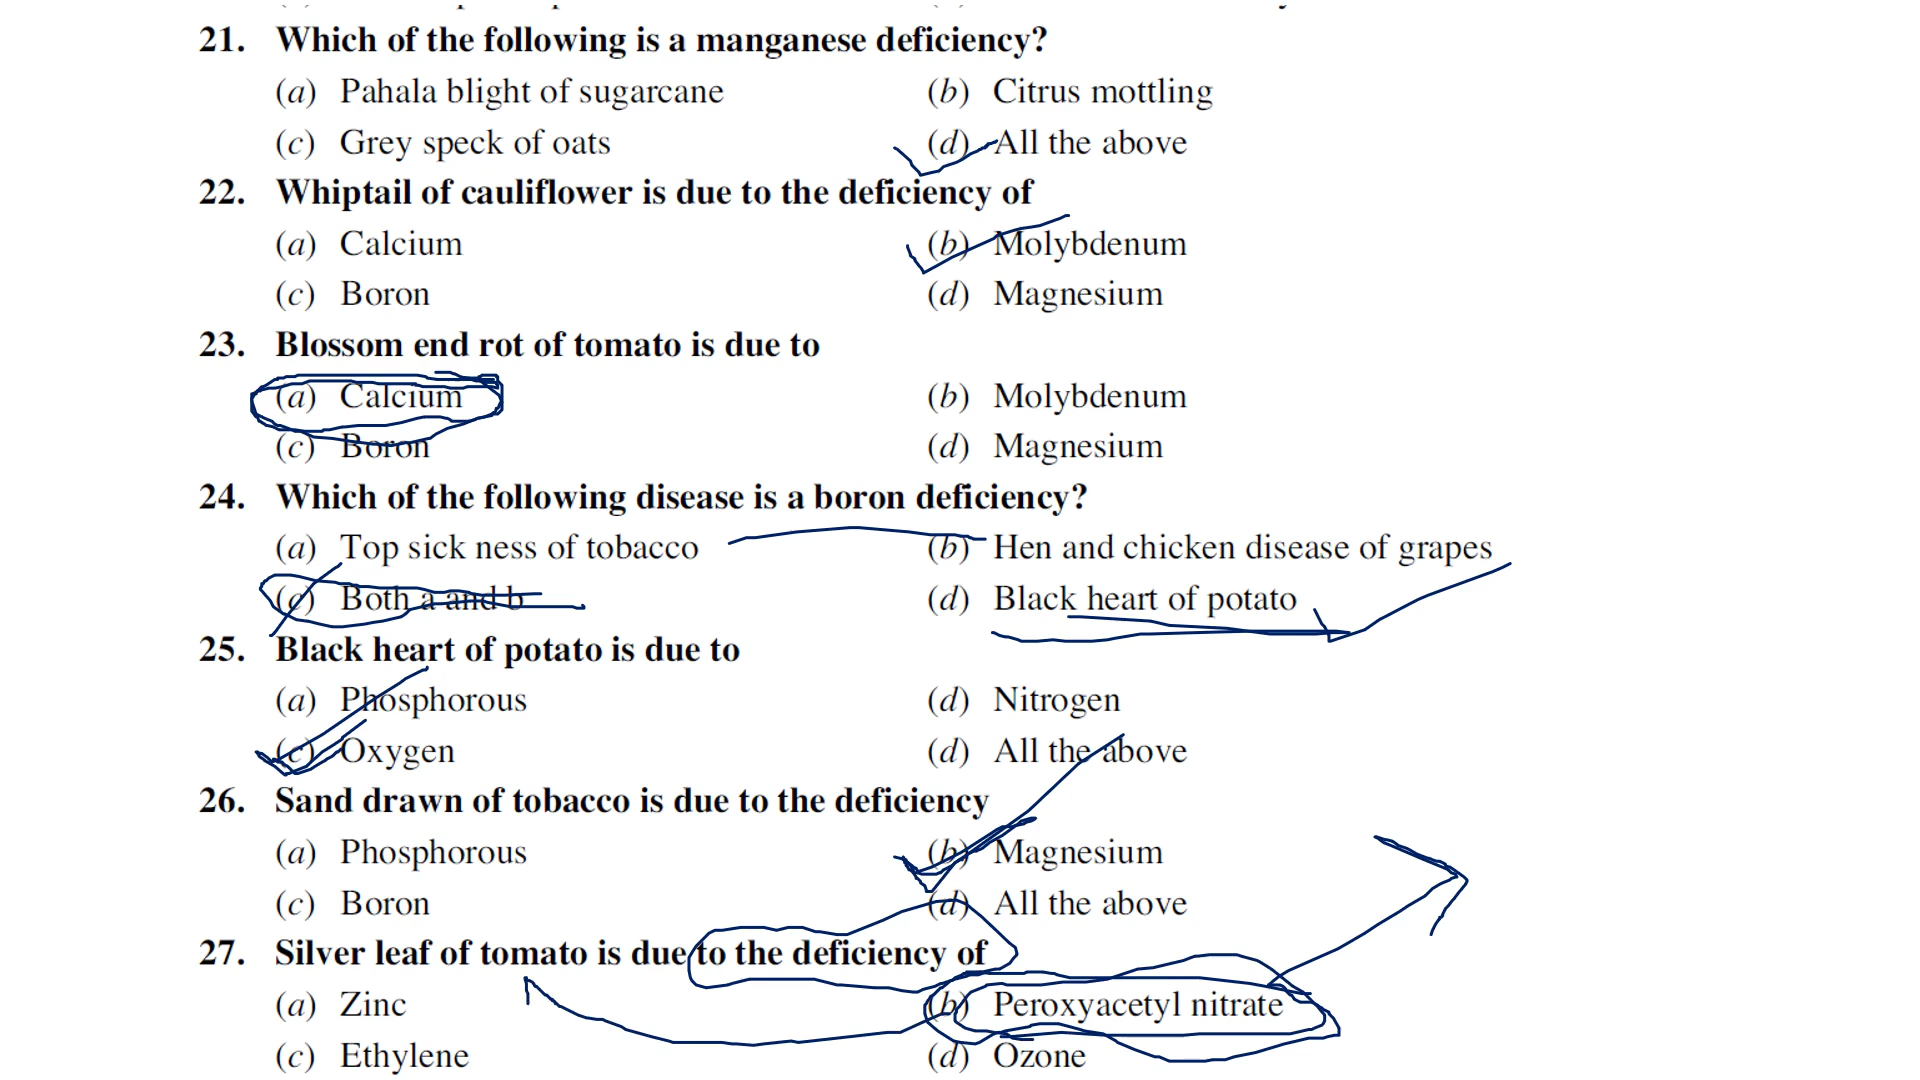 21. Which of the following is a manganese deficiency?
(a) Pahala blight of sugarcane (b) Citrus mottling
(c) Grey speck of oats (d) All the above
22. Whiptail of cauliflower is due to the deficiency of
(a) Calcium (b) Molybdenum
(c) Boron (d) Magnesium
23. Blossom end rot of tomato is due to
(a) Calcium (b) Molybdenum
(c) Boron (d) Magnesium
24. Which of the following disease is a boron deficiency?
(a) Top sick ness of tobacco (b) Hen and chicken disease of grapes
(c) Both a and b (d) Black heart of potato
25. Black heart of potato is due to
(a) Phosphorous (d) Nitrogen
(c) Oxygen (d) All the above
26. Sand drawn of tobacco is due to the deficiency
(a) Phosphorous (b) Magnesium
(c) Boron (d) All the above
27. Silver leaf of tomato is due to the deficiency of
(a) Zinc (b) Peroxyacetyl nitrate
(c) Ethylene (d) Ozone